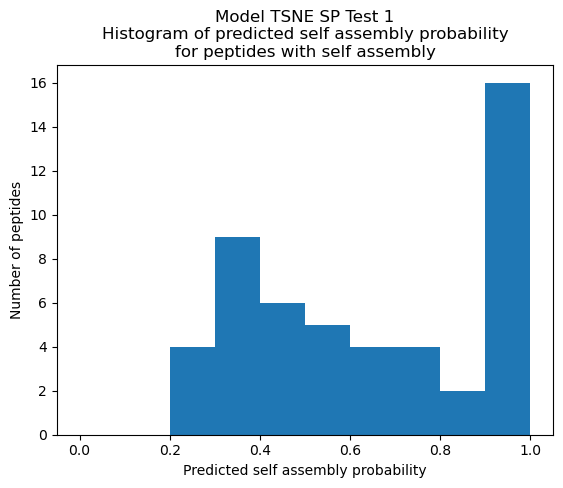 Model TSNE SP Test 1
Histogram of predicted self assembly probability
for peptides with self assembly
16
14
12
10
8
6
4
2
0
Number of peptides
0.0 0.2 0.4 0.6 0.8 1.0
Predicted self assembly probability